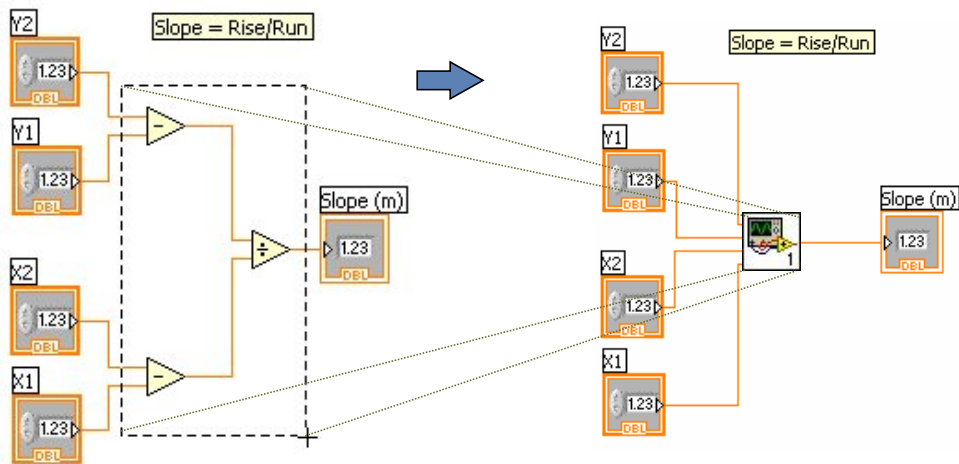 Y2
Slope = Rise/Run
1.23
DBL
Y1
1.23
DBL
Slope (m)
1.23
DBL
X2
1.23
DBL
X1
1.23
DBL
Y2
Slope = Rise/Run
1.23
DBL
Y1
1.23
DBL
Slope (m)
1.23
DBL
1
X2
1.23
DBL
X1
1.23
DBL